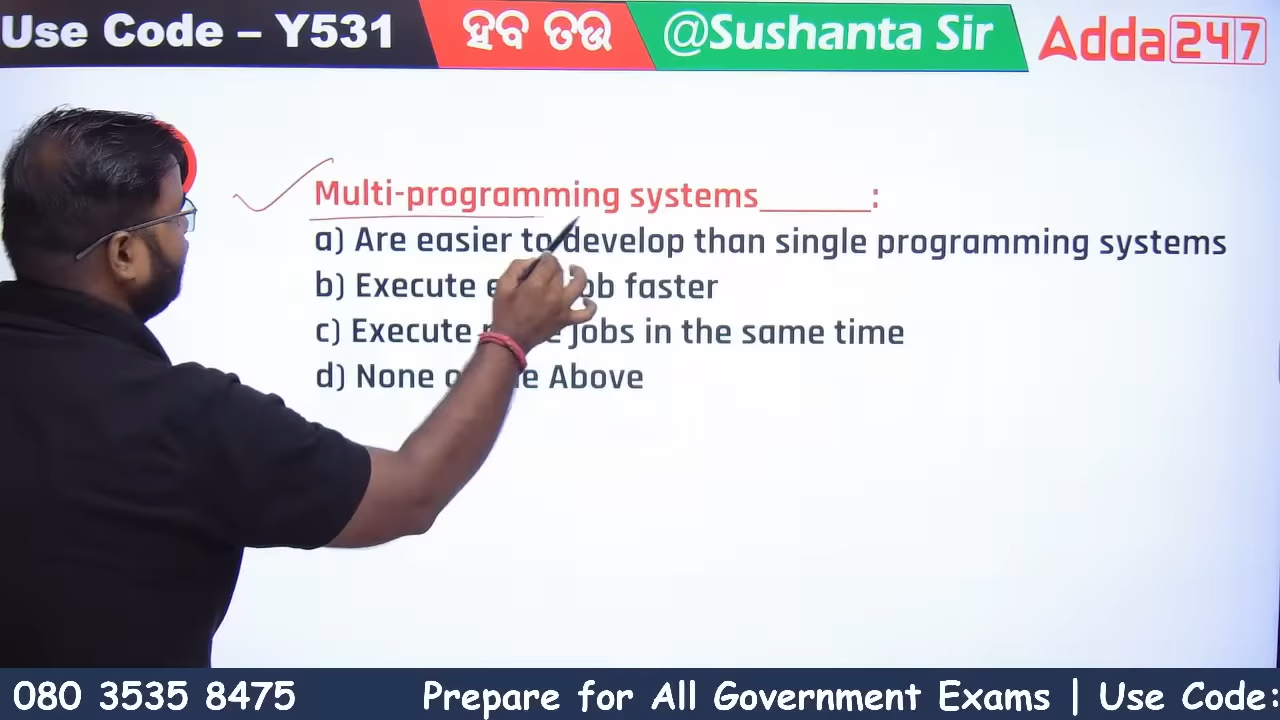 Use Code – Y531
ହବ ତଉ
@Sushanta Sir
Adda247
Multi-programming systems______:
a) Are easier to develop than single programming systems
b) Execute job faster
c) Execute jobs in the same time
d) None Above
080 3535 8475
Prepare for All Government Exams | Use Code: